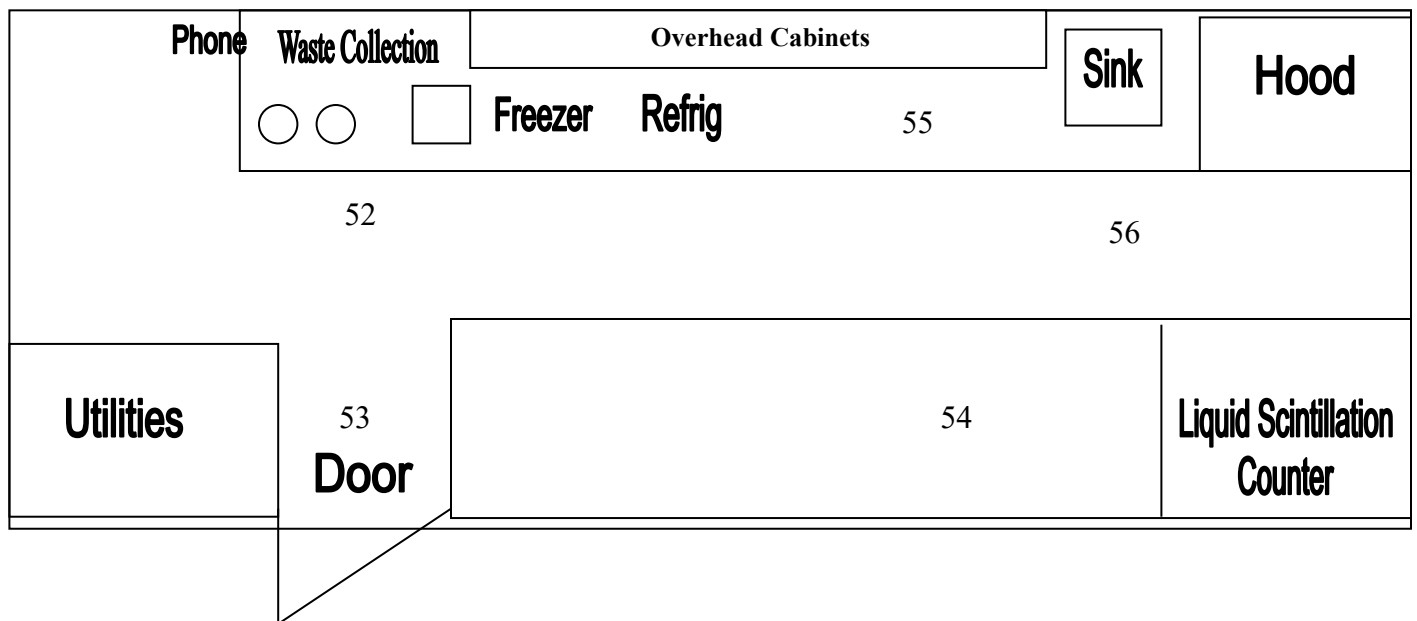 Phone
Waste Collection
Overhead Cabinets
Sink
Hood
Freezer
Refrig
55
52
56
Utilities
53
Door
54
Liquid Scintillation
Counter